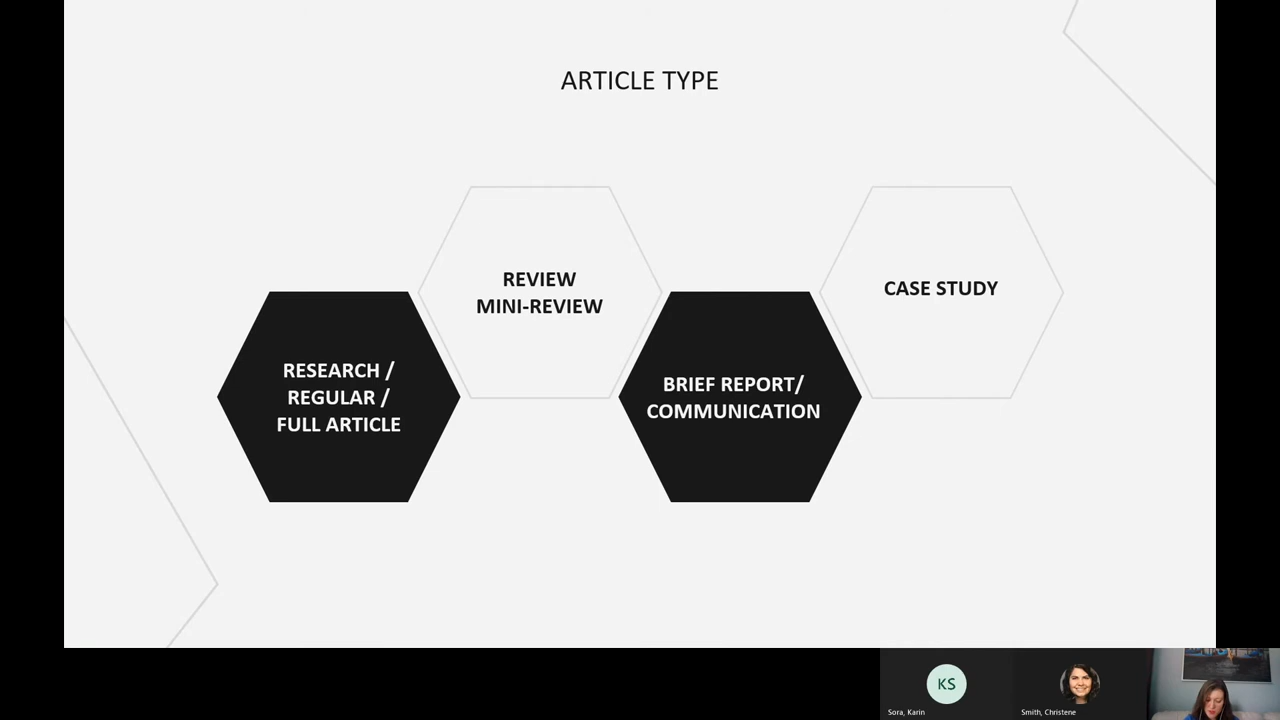 ARTICLE TYPE
RESEARCH /
REGULAR /
FULL ARTICLE
REVIEW
MINI-REVIEW
BRIEF REPORT/
COMMUNICATION
CASE STUDY
KS
Sora, Karin
Smith, Christene